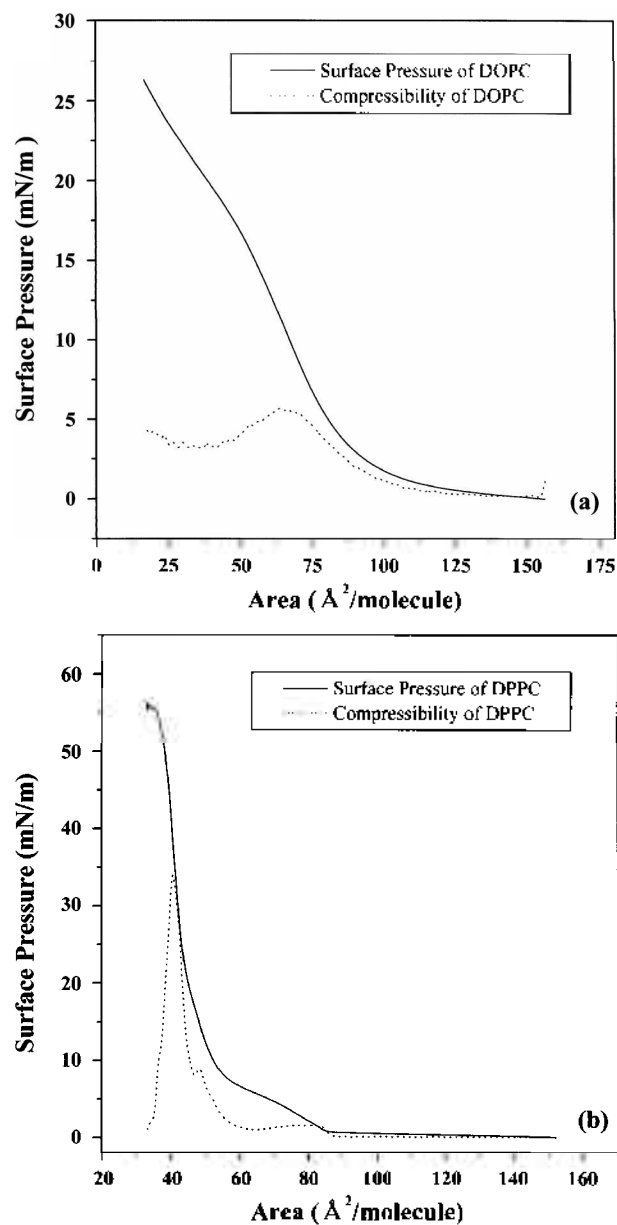 30
25
20
15
10
5
0
Surface Pressure (mN/m)
Surface Pressure of DOPC
Compressibility of DOPC
(a)
0 25 50 75 100 125 150 175
Area ( Å²/molecule)
60
50
40
30
20
10
0
Surface Pressure (mN/m)
Surface Pressure of DPPC
Compressibility of DPPC
(b)
20 40 60 80 100 120 140 160
Area ( Å²/molecule)